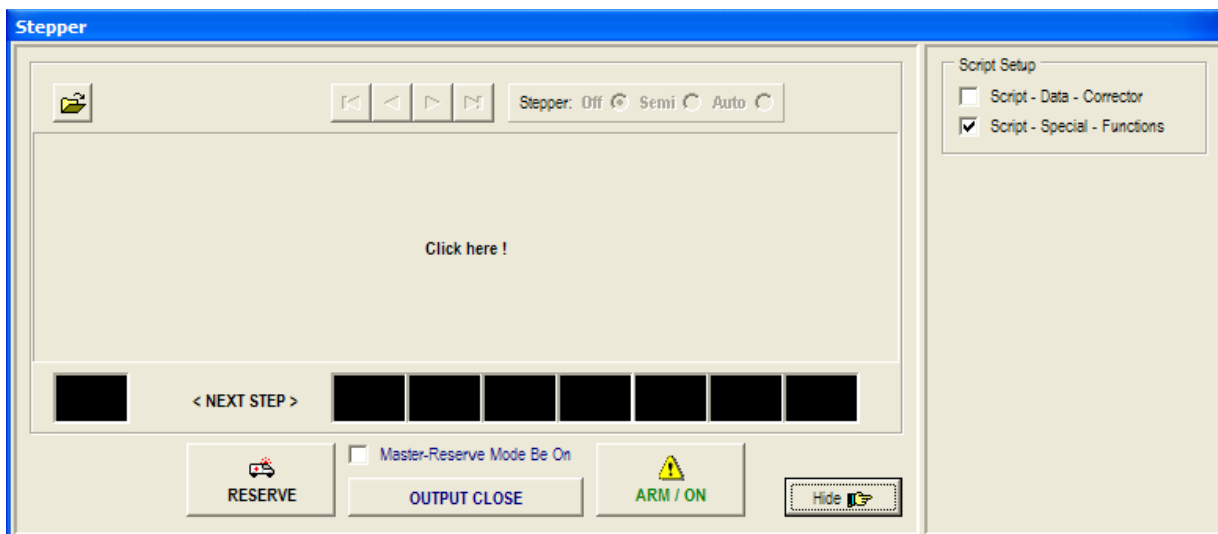 Stepper
Stepper: Off Semi Auto
Click here !
< NEXT STEP >
Master-Reserve Mode Be On
RESERVE
OUTPUT CLOSE
ARM / ON
Hide
Script Setup
Script - Data - Corrector
Script - Special - Functions